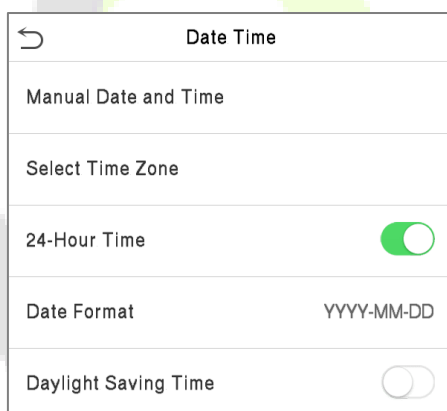 Date Time
Manual Date and Time
Select Time Zone
24-Hour Time
Date Format YYYY-MM-DD
Daylight Saving Time